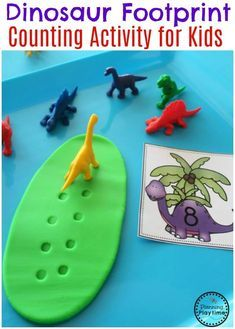 Dinosaur Footprint
Counting Activity for Kids
8
Planning
Playtime